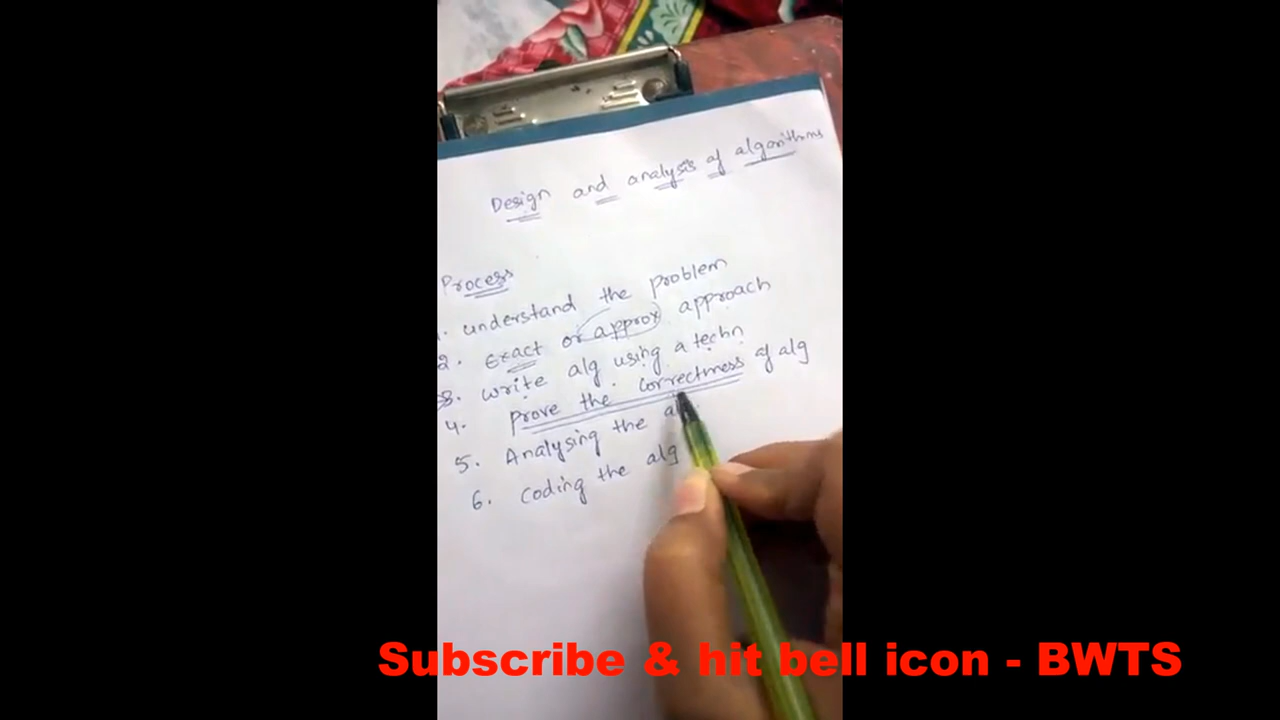 Design and analysis of algorithms
Process
1. understand the problem
2. Exact or approx approach
3. write alg using a techn
4. Prove the correctness of alg
5. Analysing the
6. Coding the alg
Subscribe & hit bell icon - BWTS